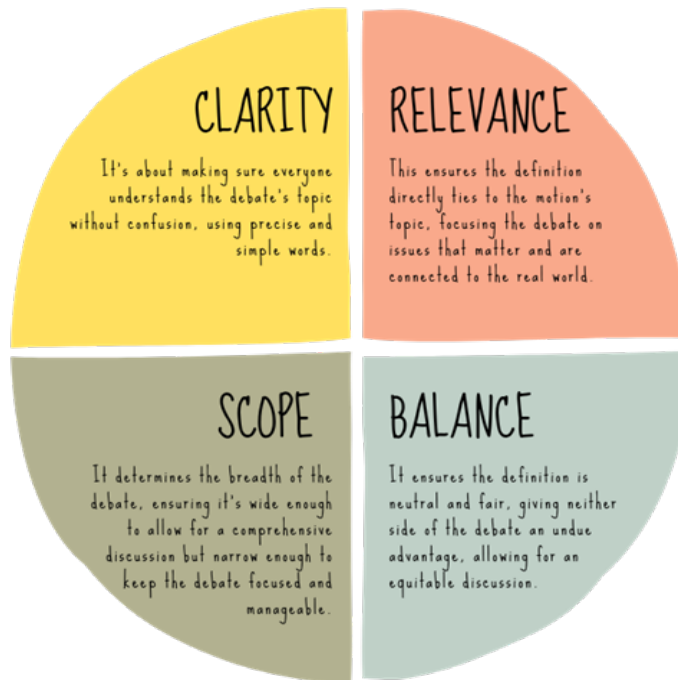 CLARITY
It's about making sure everyone
understands the debate's topic
without confusion, using precise and
simple words.
RELEVANCE
This ensures the definition
directly ties to the motion's
topic, focusing the debate on
issues that matter and are
connected to the real world.
SCOPE
It determines the breadth of the
debate, ensuring it's wide enough
to allow for a comprehensive
discussion but narrow enough to
keep the debate focused and
manageable.
BALANCE
It ensures the definition is
neutral and fair, giving neither
side of the debate an undue
advantage, allowing for an
equitable discussion.